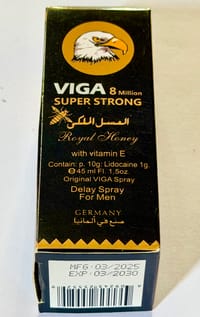 VIGA 8 Million
SUPER STRONG
العسل الملكي
Royal Honey
with vitamin E
Contain: p. 10g: Lidocaine 1g.
℮45 ml Fl. 1,5oz.
Original VIGA Spray
Delay Spray
For Men
GERMANY
صنع في ألمانيا
MFG 03/2025
EXP 03/2030